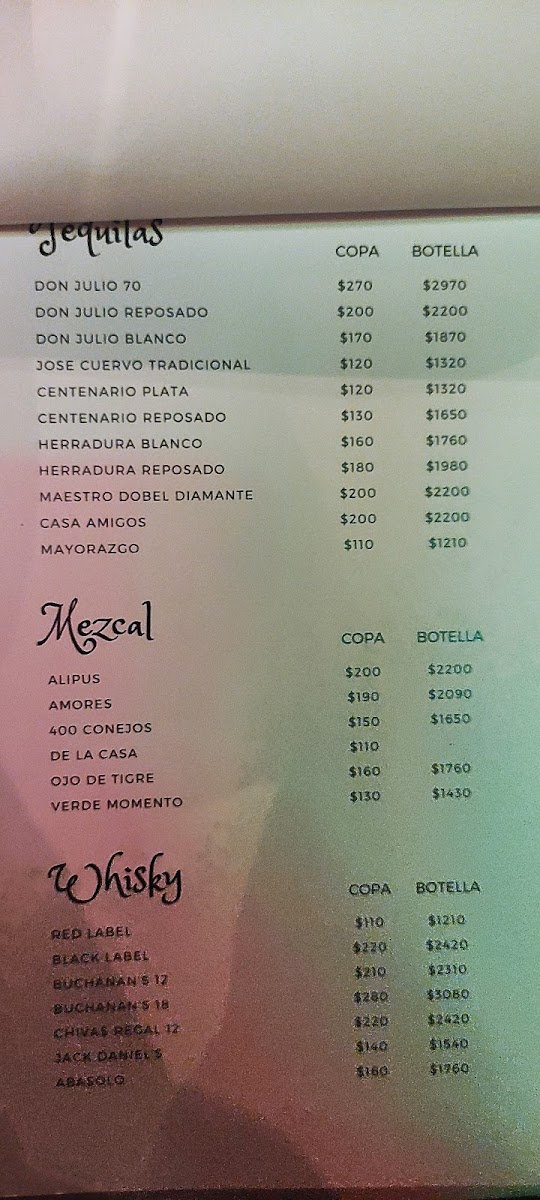 Tequilas
COPA BOTELLA
DON JULIO 70 $270 $2970
DON JULIO REPOSADO $200 $2200
DON JULIO BLANCO $170 $1870
JOSE CUERVO TRADICIONAL $120 $1320
CENTENARIO PLATA $120 $1320
CENTENARIO REPOSADO $130 $1650
HERRADURA BLANCO $160 $1760
HERRADURA REPOSADO $180 $1980
MAESTRO DOBEL DIAMANTE $200 $2200
CASA AMIGOS $200 $2200
MAYORAZGO $110 $1210
Mezcal
COPA BOTELLA
ALIPUS $200 $2200
AMORES $190 $2090
400 CONEJOS $150 $1650
DE LA CASA $110 -
OJO DE TIGRE $160 $1760
VERDE MOMENTO $130 $1430
Whisky
COPA BOTELLA
RED LABEL $110 $1210
BLACK LABEL $220 $2420
BUCHANAN'S 12 $210 $2310
BUCHANAN'S 18 $280 $3080
CHIVAS REGAL 12 $220 $2420
JACK DANIEL'S $140 $1540
ABASOLO $160 $1760